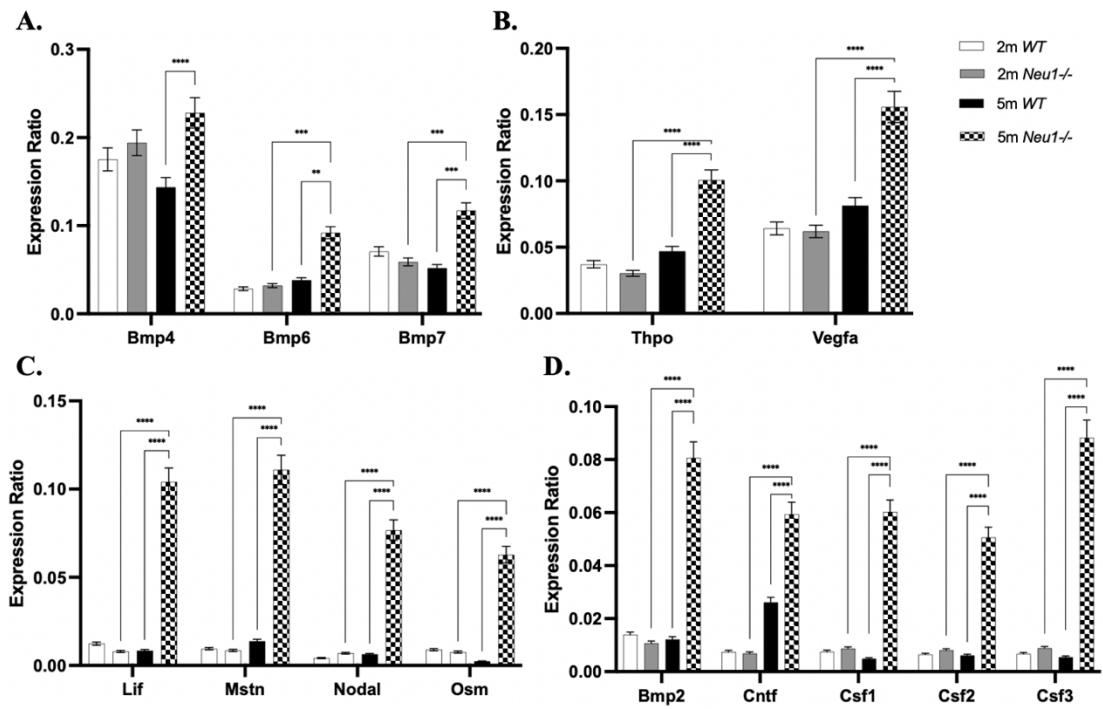 A.
0.3
0.2
0.1
0.0
Expression Ratio
****
***
**
***
***
Bmp4 Bmp6 Bmp7
B.
0.20
0.15
0.10
0.05
0.00
Expression Ratio
****
****
****
****
Thpo Vegfa
2m WT
2m Neu1-/-
5m WT
5m Neu1-/-
C.
0.15
0.10
0.05
0.00
Expression Ratio
****
****
****
****
****
****
****
****
Lif Mstn Nodal Osm
D.
0.10
0.08
0.06
0.04
0.02
0.00
Expression Ratio
****
****
****
****
****
****
****
****
****
****
Bmp2 Cntf Csf1 Csf2 Csf3